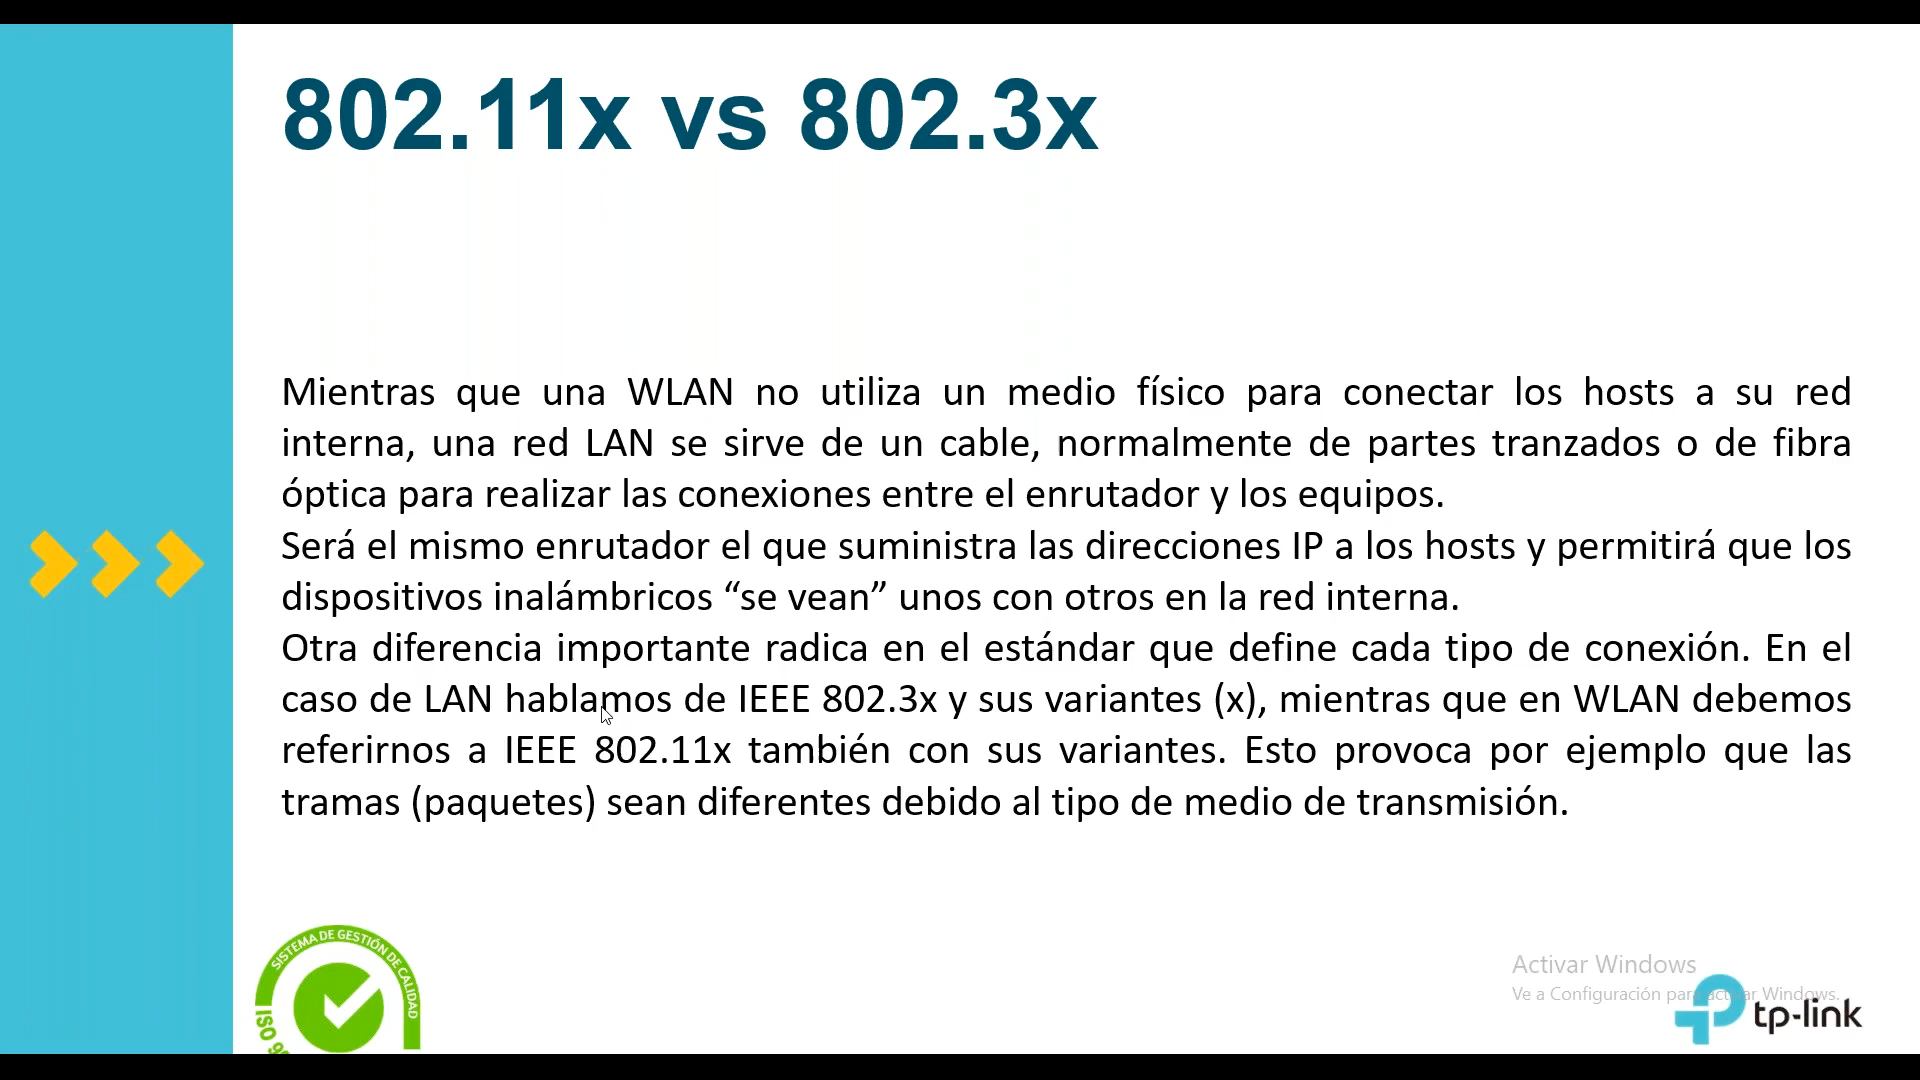 802.11x vs 802.3x
Mientras que una WLAN no utiliza un medio físico para conectar los hosts a su red
interna, una red LAN se sirve de un cable, normalmente de partes tranzados o de fibra
óptica para realizar las conexiones entre el enrutador y los equipos.
Será el mismo enrutador el que suministra las direcciones IP a los hosts y permitirá que los
dispositivos inalámbricos “se vean” unos con otros en la red interna.
Otra diferencia importante radica en el estándar que define cada tipo de conexión. En el
caso de LAN hablamos de IEEE 802.3x y sus variantes (x), mientras que en WLAN debemos
referirnos a IEEE 802.11x también con sus variantes. Esto provoca por ejemplo que las
tramas (paquetes) sean diferentes debido al tipo de medio de transmisión.
SISTEMA DE GESTIÓN DE CALIDAD
ISO
Activar Windows
Ve a Configuración para activar Windows.
tp-link